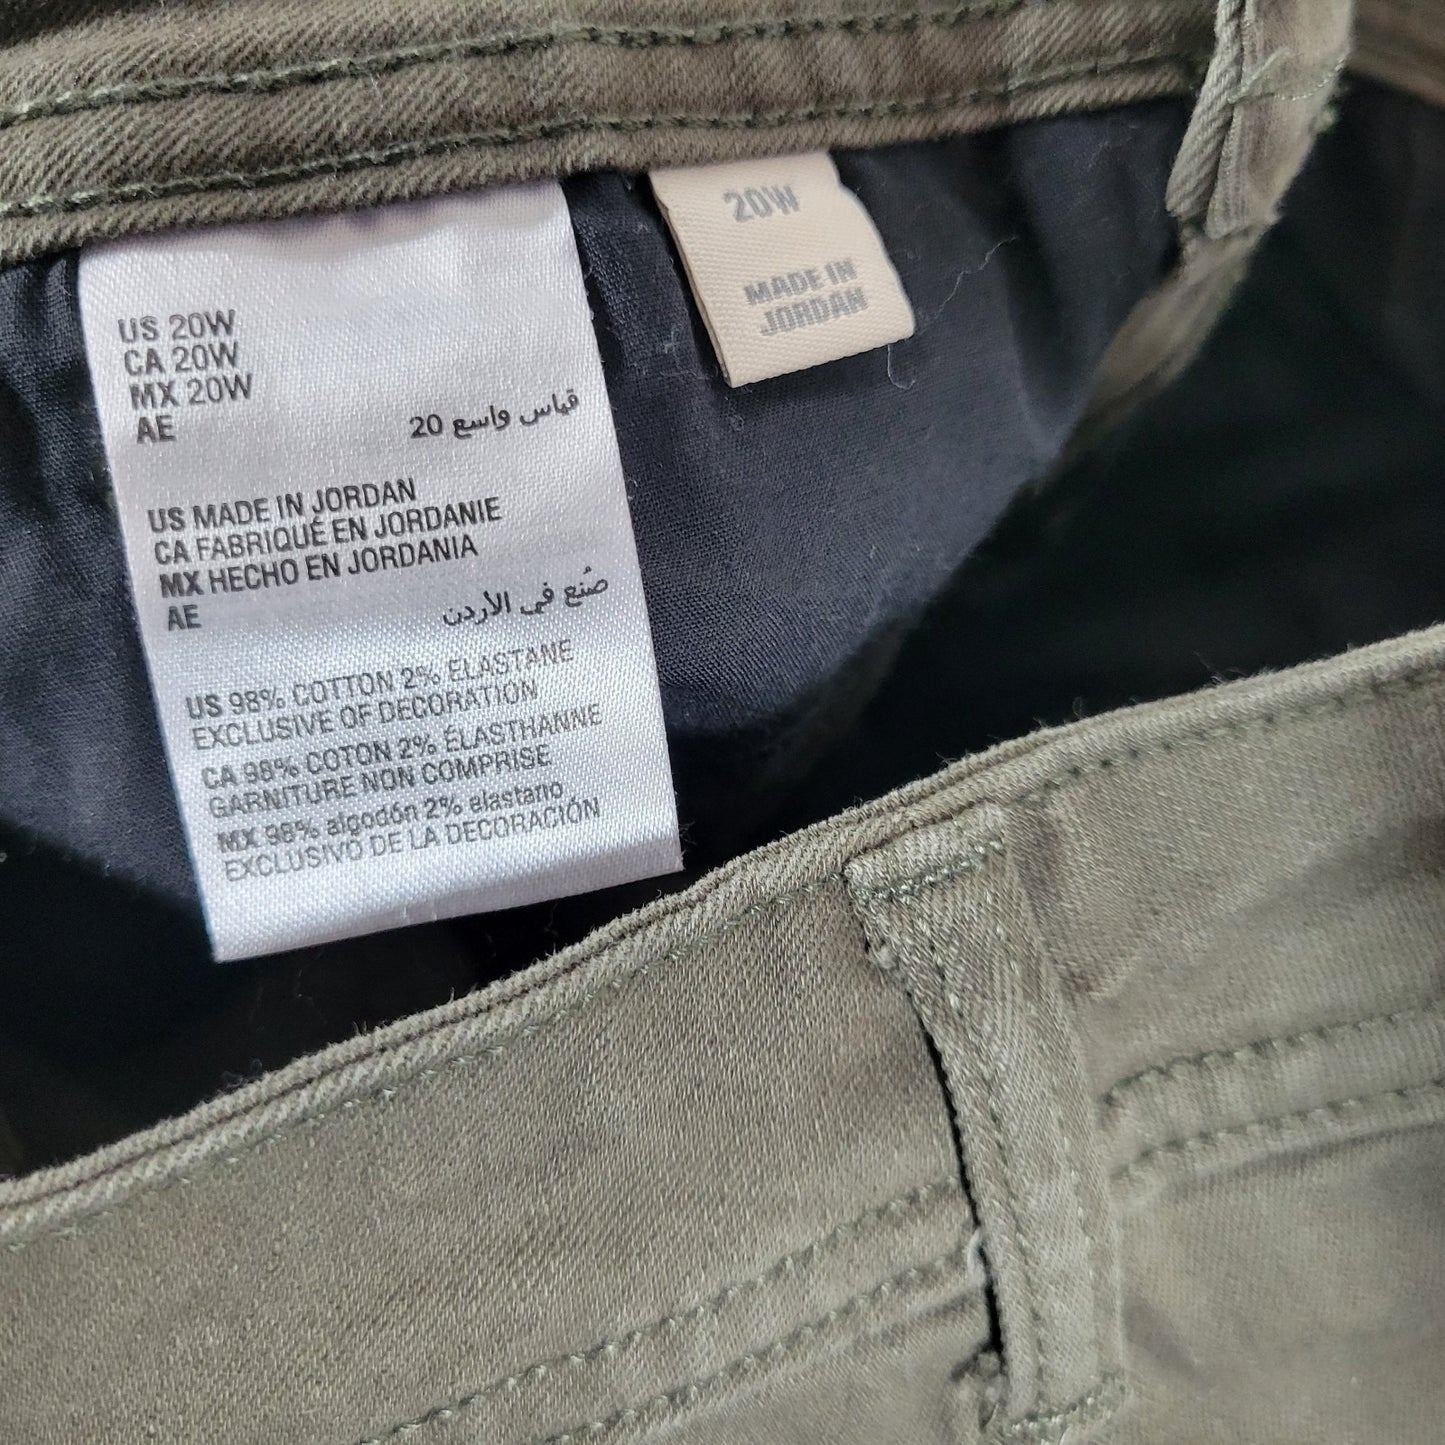 US 20W
CA 20W
MX 20W
AE
قياس واسع 20
US MADE IN JORDAN
CA FABRIQUÉ EN JORDANIE
MX HECHO EN JORDANIA
AE
صُنع في الأردن
US 98% COTTON 2% ELASTANE
EXCLUSIVE OF DECORATION
CA 98% COTON 2% ÉLASTHANNE
GARNITURE NON COMPRISE
MX 98% algodón 2% elastano
EXCLUSIVO DE LA DECORACIÓN
20W
MADE IN
JORDAN